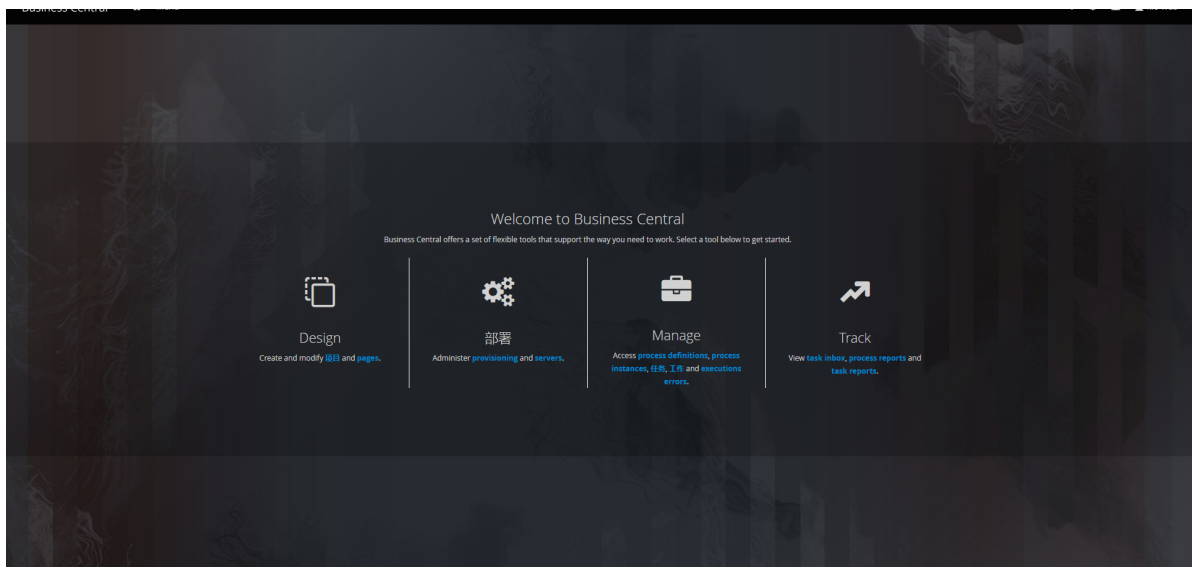 Business Central
Welcome to Business Central
Business Central offers a set of flexible tools that support the way you need to work. Select a tool below to get started.
Design
Create and modify 项目 and pages.
部署
Administer provisioning and servers.
Manage
Access process definitions, process
instances, 任务, 工作 and executions
errors.
Track
View task inbox, process reports and
task reports.